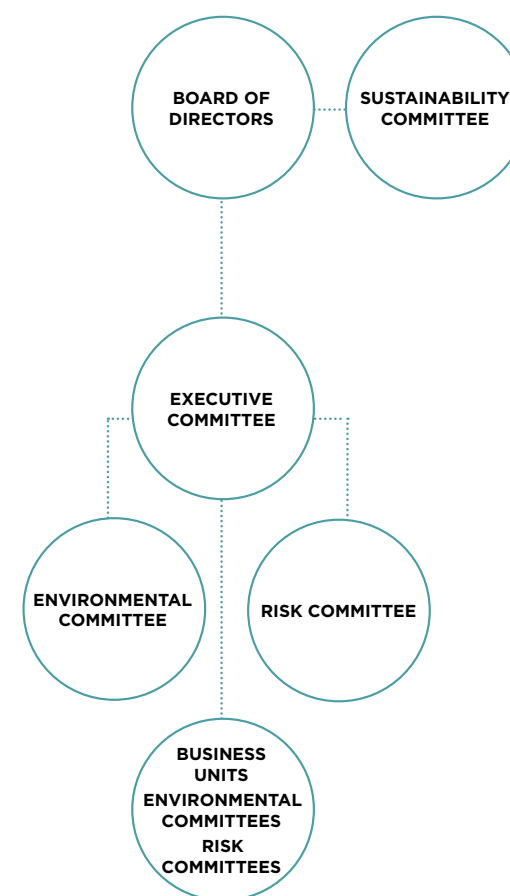 BOARD OF
DIRECTORS
SUSTAINABILITY
COMMITTEE
EXECUTIVE
COMMITTEE
ENVIRONMENTAL
COMMITTEE
RISK COMMITTEE
BUSINESS
UNITS
ENVIRONMENTAL
COMMITTEES
RISK
COMMITTEES